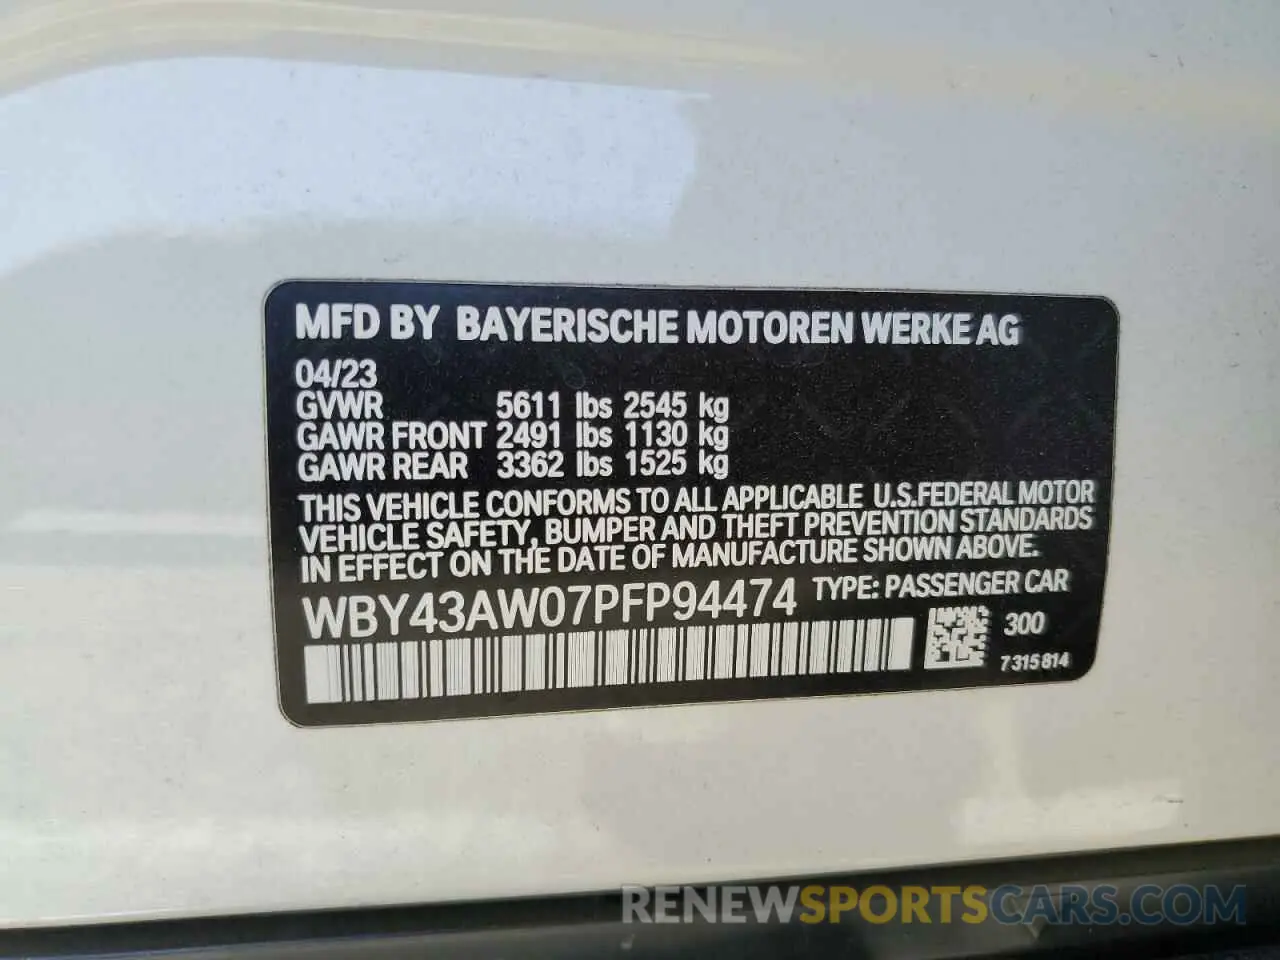 MFD BY BAYERISCHE MOTOREN WERKE AG
04/23
GVWR 5611 lbs 2545 kg
GAWR FRONT 2491 lbs 1130 kg
GAWR REAR 3362 lbs 1525 kg
THIS VEHICLE CONFORMS TO ALL APPLICABLE U.S.FEDERAL MOTOR
VEHICLE SAFETY, BUMPER AND THEFT PREVENTION STANDARDS
IN EFFECT ON THE DATE OF MANUFACTURE SHOWN ABOVE.
WBY43AW07PFP94474 TYPE: PASSENGER CAR
300
7 315 814
RENEWSPORTSCARS.COM